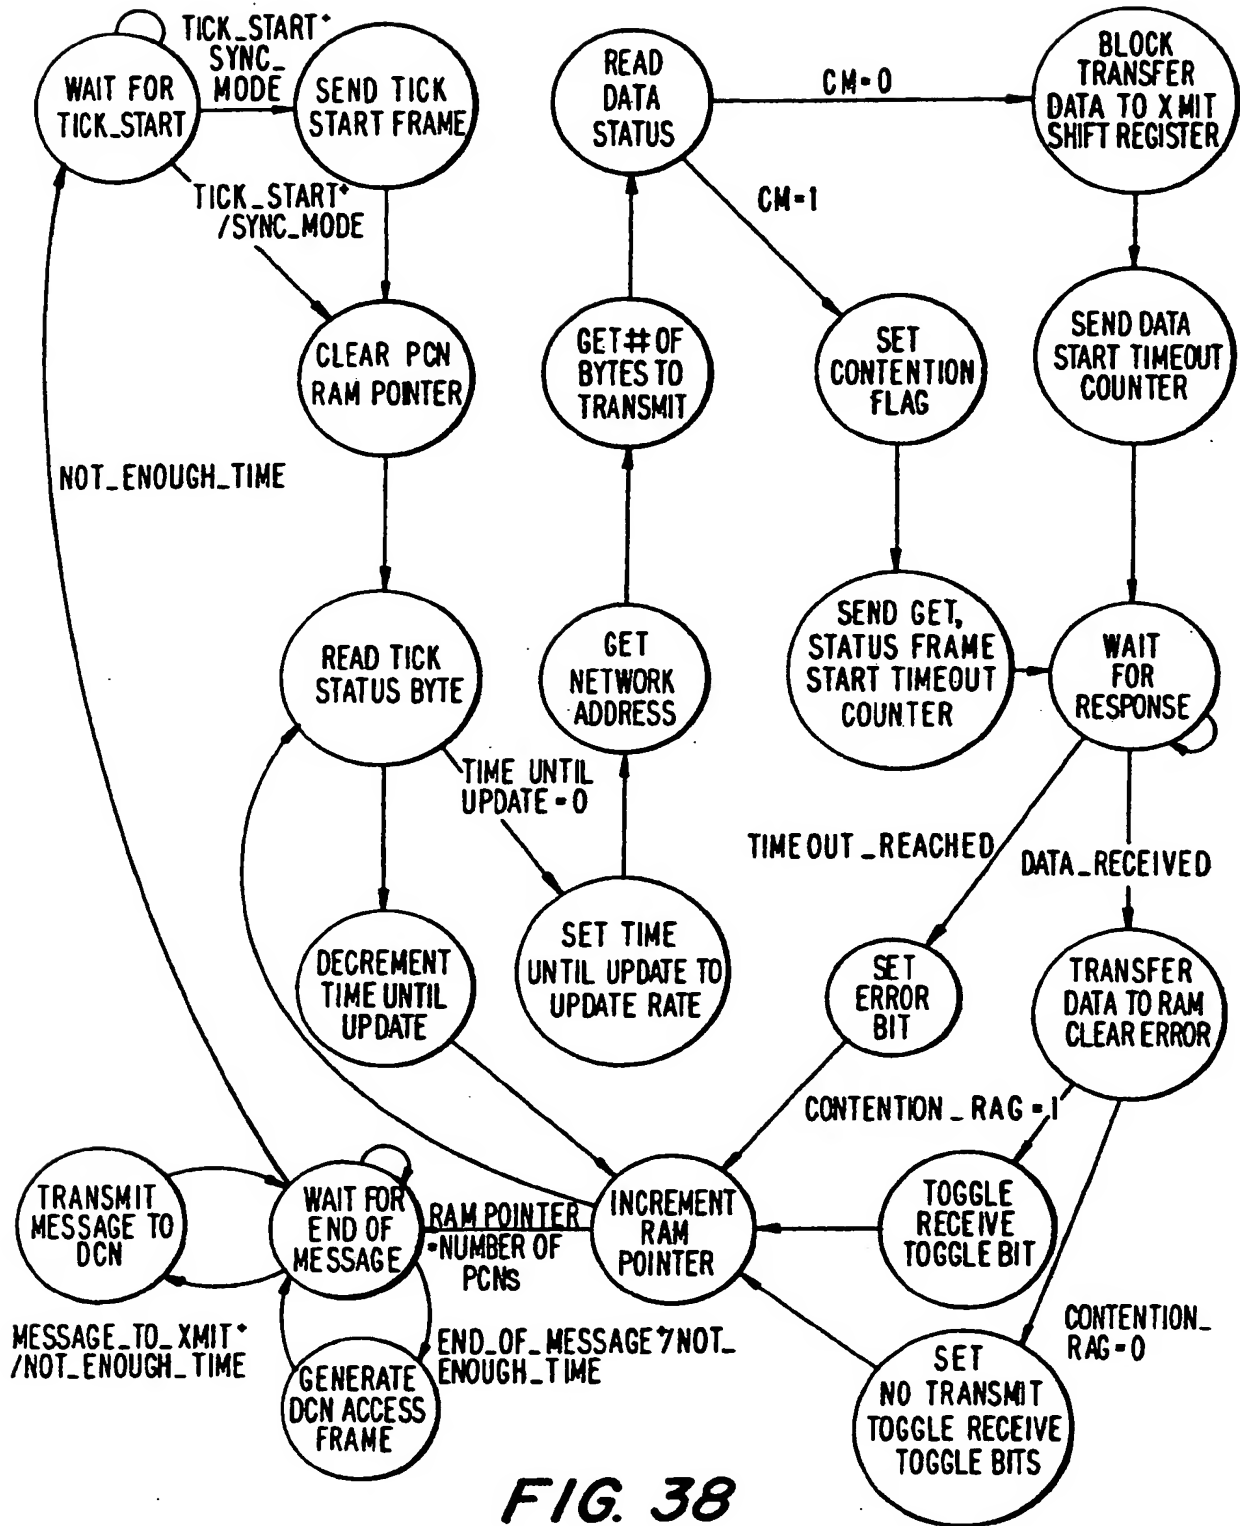 WAIT FOR
TICK_START
TICK_START*
SYNC_
MODE
SEND TICK
START FRAME
TICK_START*
/SYNC_MODE
CLEAR PCN
RAM POINTER
NOT_ENOUGH_TIME
READ TICK
STATUS BYTE
TIME UNTIL
UPDATE=0
DECREMENT
TIME UNTIL
UPDATE
SET TIME
UNTIL UPDATE TO
UPDATE RATE
GET
NETWORK
ADDRESS
GET # OF
BYTES TO
TRANSMIT
READ
DATA
STATUS
CM=0
BLOCK
TRANSFER
DATA TO XMIT
SHIFT REGISTER
CM=1
SET
CONTENTION
FLAG
SEND DATA
START TIMEOUT
COUNTER
SEND GET,
STATUS FRAME
START TIMEOUT
COUNTER
WAIT
FOR
RESPONSE
TIMEOUT_REACHED
DATA_RECEIVED
SET
ERROR
BIT
TRANSFER
DATA TO RAM
CLEAR ERROR
CONTENTION_RAG=1
TOGGLE
RECEIVE
TOGGLE BIT
CONTENTION_
RAG=0
SET
NO TRANSMIT
TOGGLE RECEIVE
TOGGLE BITS
INCREMENT
RAM
POINTER
RAM POINTER
=NUMBER OF
PCNs
WAIT FOR
END OF
MESSAGE
TRANSMIT
MESSAGE TO
DCN
MESSAGE_TO_XMIT*
/NOT_ENOUGH_TIME
END_OF_MESSAGE*/NOT_
ENOUGH_TIME
GENERATE
DCN ACCESS
FRAME
FIG. 38